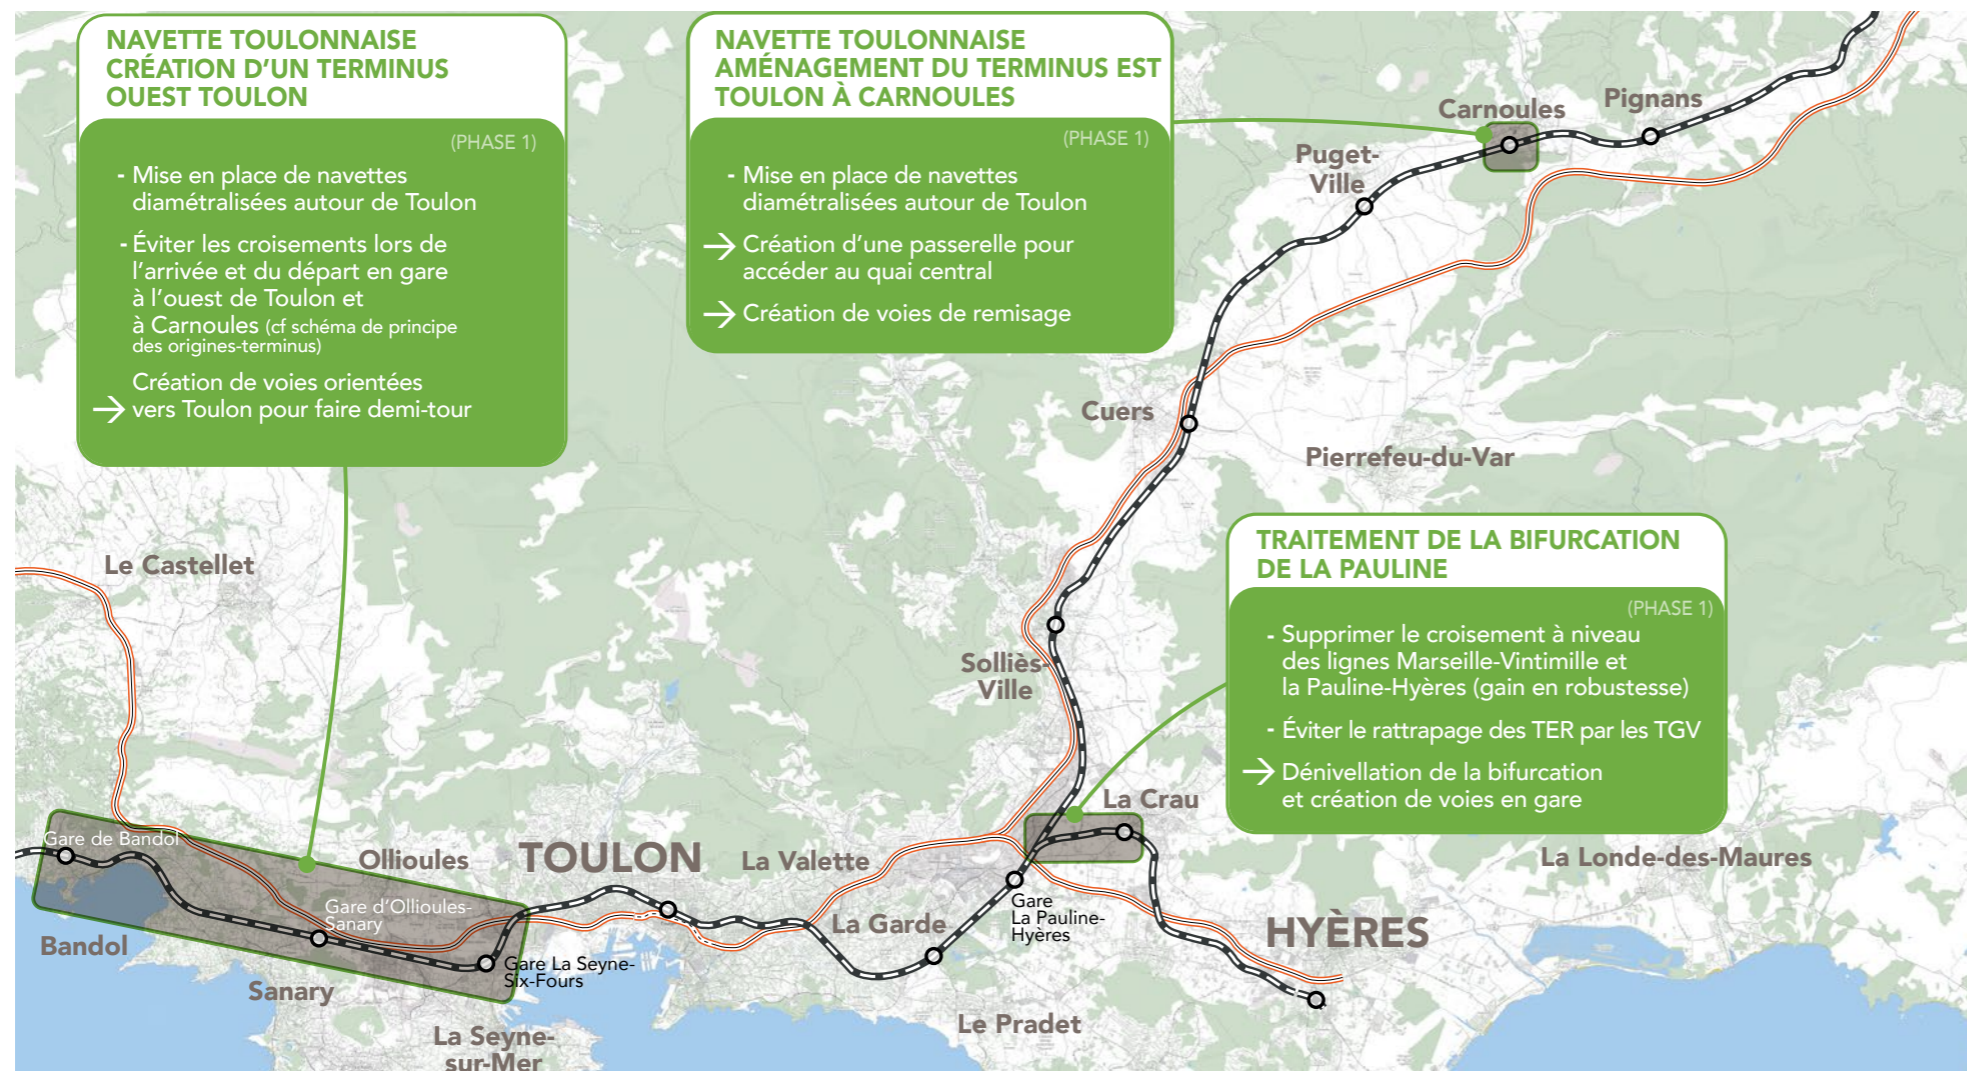 NAVETTE TOULONNAISE
CRÉATION D'UN TERMINUS
OUEST TOULON
(PHASE 1)
- Mise en place de navettes
diamétralisées autour de Toulon
- Éviter les croisements lors de
l'arrivée et du départ en gare
à l'ouest de Toulon et
à Carnoules (cf schéma de principe
des origines-terminus)
Création de voies orientées
→ vers Toulon pour faire demi-tour
NAVETTE TOULONNAISE
AMÉNAGEMENT DU TERMINUS EST
TOULON À CARNOULES
(PHASE 1)
- Mise en place de navettes
diamétralisées autour de Toulon
→ Création d'une passerelle pour
accéder au quai central
→ Création de voies de remisage
Carnoules
Pignans
Puget-
Ville
Cuers
Pierrefeu-du-Var
TRAITEMENT DE LA BIFURCATION
DE LA PAULINE
(PHASE 1)
- Supprimer le croisement à niveau
des lignes Marseille-Vintimille et
la Pauline-Hyères (gain en robustesse)
- Éviter le rattrapage des TER par les TGV
→ Dénivellation de la bifurcation
et création de voies en gare
Le Castellet
Solliès-
Ville
La Crau
Gare de Bandol
Ollioules
TOULON
La Valette
La Londe-des-Maures
Gare d'Ollioules-
Sanary
La Garde
Gare
La Pauline-
Hyères
HYÈRES
Bandol
Gare La Seyne-
Six-Fours
Sanary
Le Pradet
La Seyne-
sur-Mer